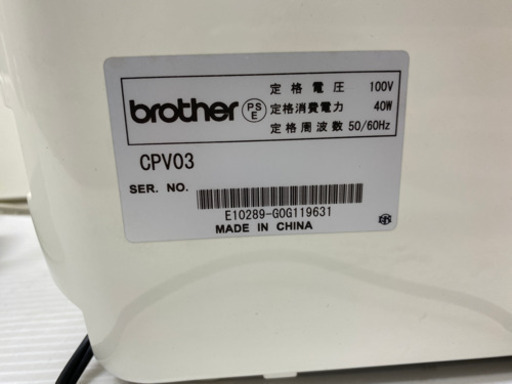 brother
PS
E
定格電圧 100V
定格消費電力 40W
定格周波数 50/60Hz
CPV03
SER. NO.
E10289-G0G119631
MADE IN CHINA